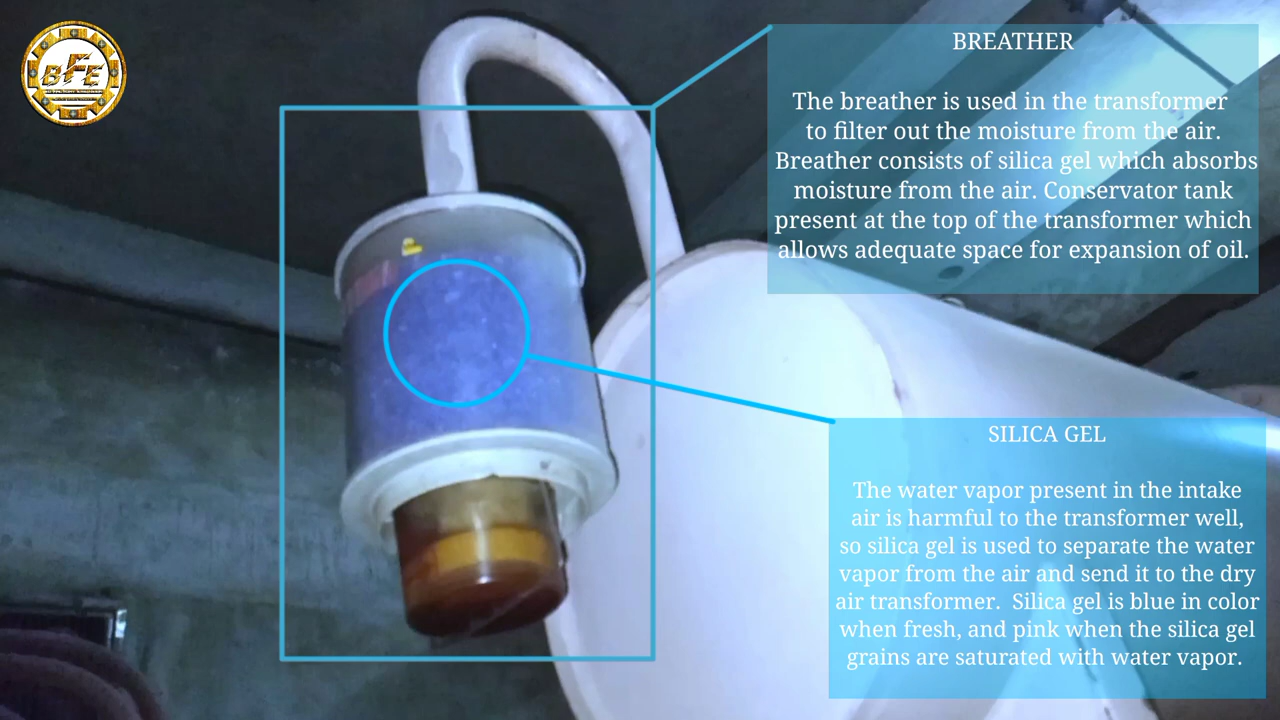 BFE
BREATHER
The breather is used in the transformer
to filter out the moisture from the air.
Breather consists of silica gel which absorbs
moisture from the air. Conservator tank
present at the top of the transformer which
allows adequate space for expansion of oil.
SILICA GEL
The water vapor present in the intake
air is harmful to the transformer well,
so silica gel is used to separate the water
vapor from the air and send it to the dry
air transformer.  Silica gel is blue in color
when fresh, and pink when the silica gel
grains are saturated with water vapor.